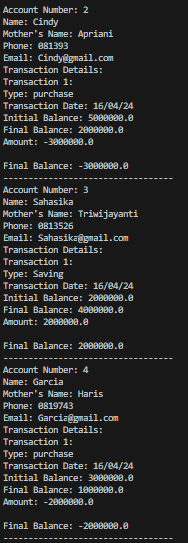 Account Number: 2
Name: Cindy
Mother's Name: Apriani
Phone: 081393
Email: Cindy@gmail.com
Transaction Details:
Transaction 1:
Type: purchase
Transaction Date: 16/04/24
Initial Balance: 5000000.0
Final Balance: 2000000.0
Amount: -3000000.0

Final Balance: -3000000.0
----------------------------------
Account Number: 3
Name: Sahasika
Mother's Name: Triwijayanti
Phone: 0813526
Email: Sahasika@gmail.com
Transaction Details:
Transaction 1:
Type: Saving
Transaction Date: 16/04/24
Initial Balance: 2000000.0
Final Balance: 4000000.0
Amount: 2000000.0

Final Balance: 2000000.0
----------------------------------
Account Number: 4
Name: Garcia
Mother's Name: Haris
Phone: 0819743
Email: Garcia@gmail.com
Transaction Details:
Transaction 1:
Type: purchase
Transaction Date: 16/04/24
Initial Balance: 3000000.0
Final Balance: 1000000.0
Amount: -2000000.0

Final Balance: -2000000.0
----------------------------------